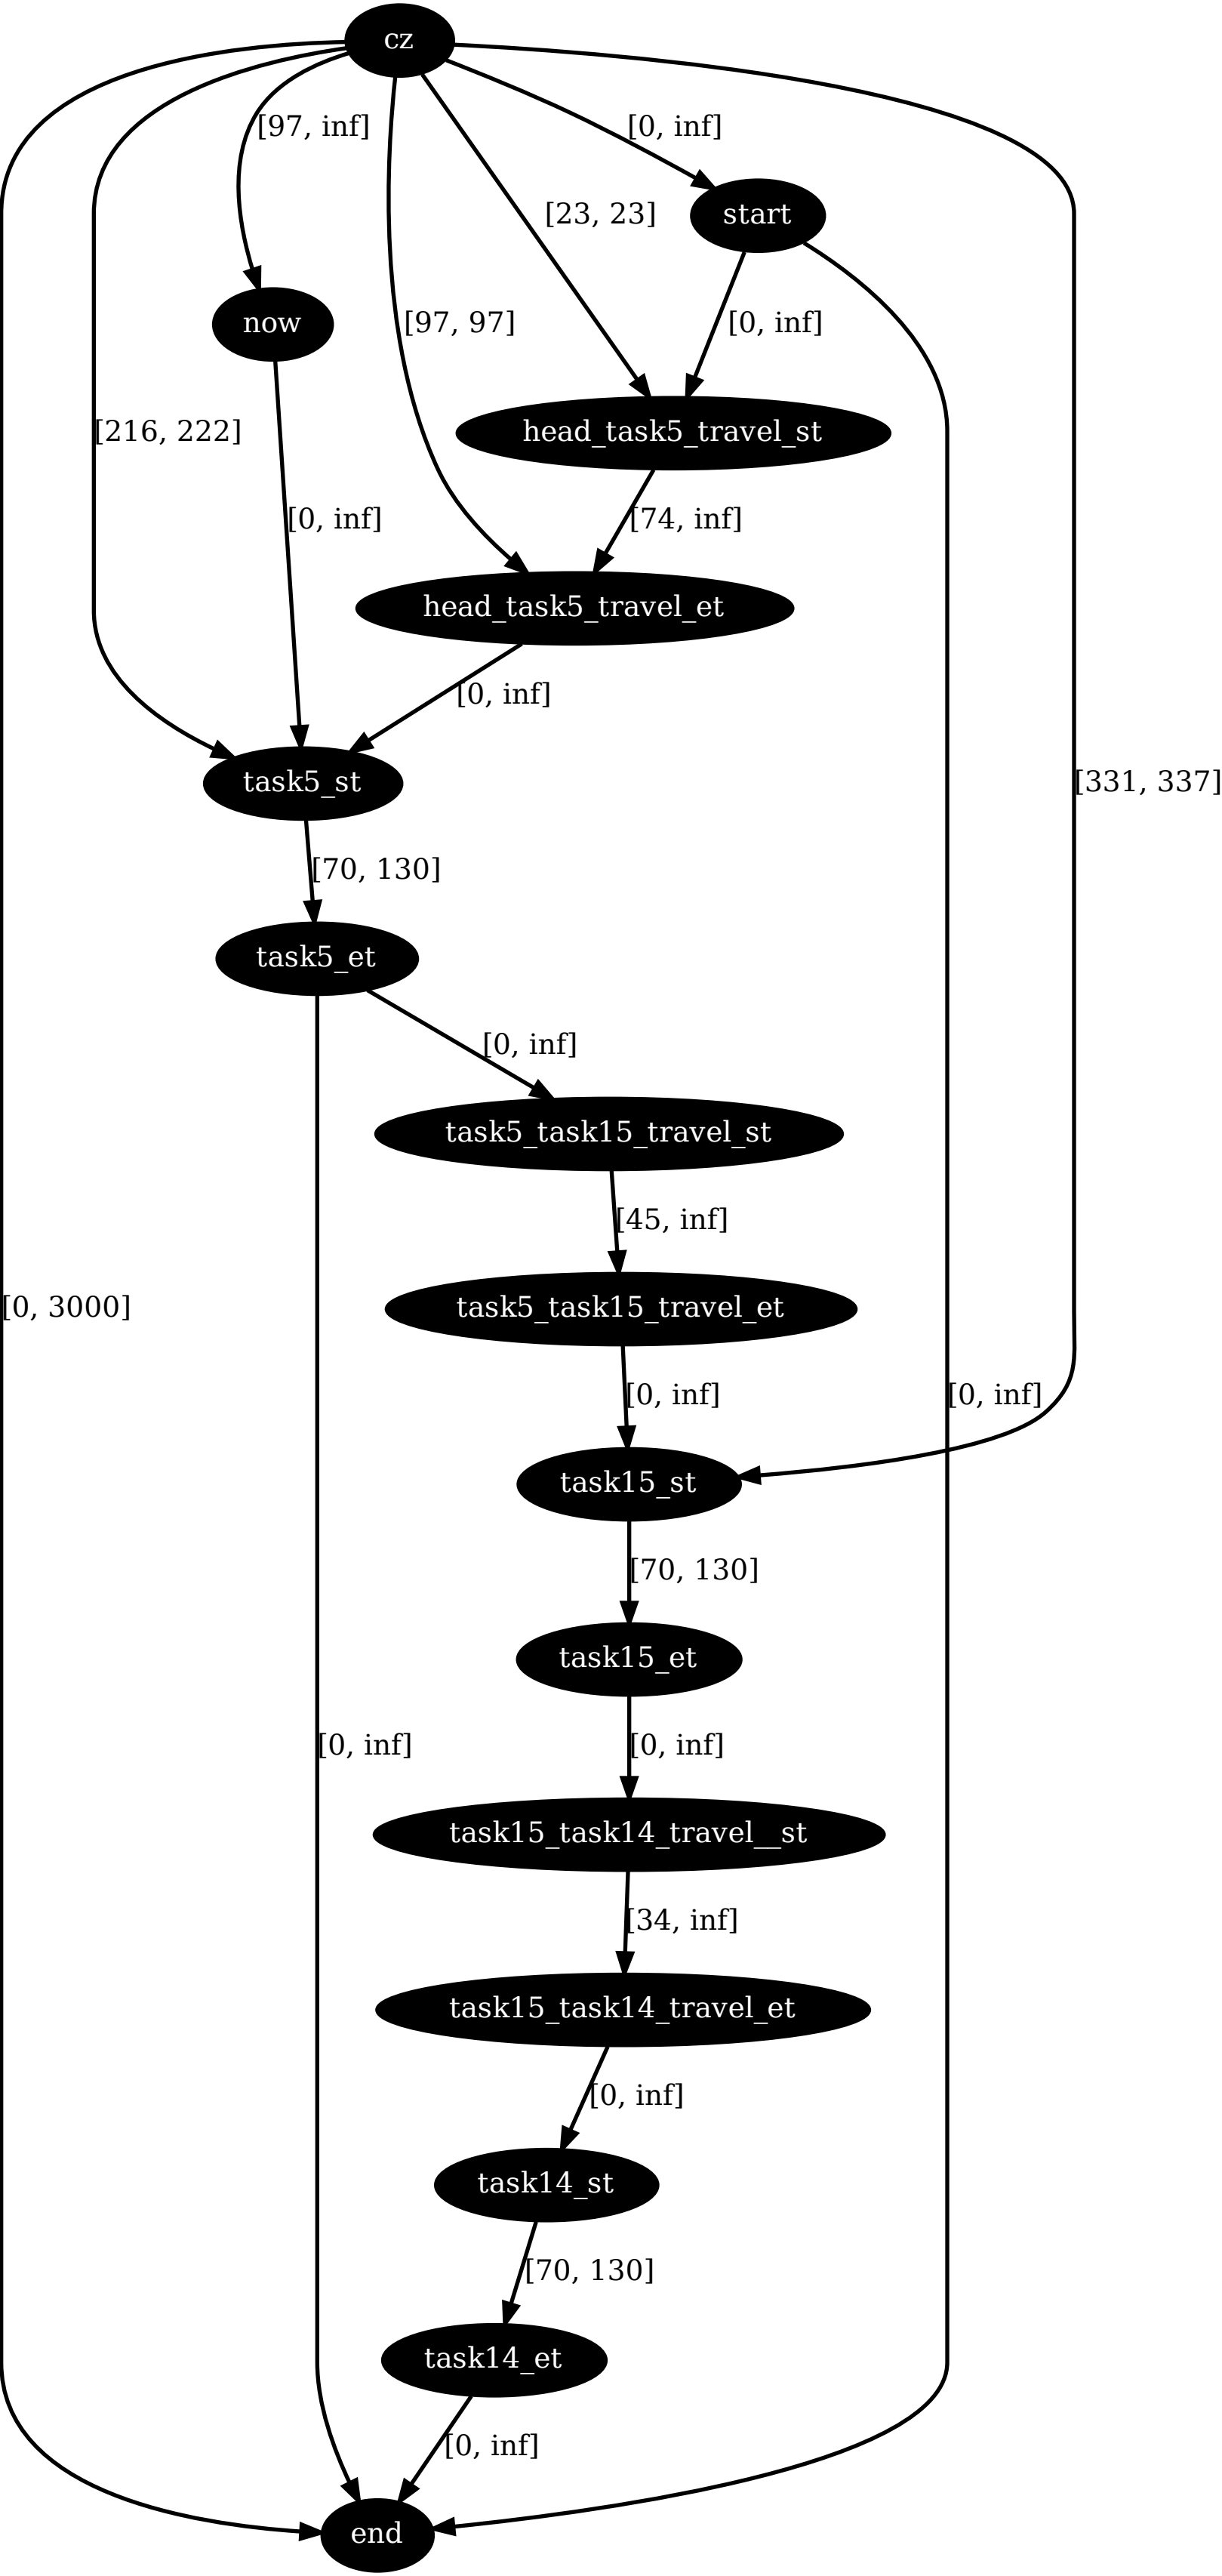 cz
[97, inf]
[0, inf]
[23, 23]
start
now
[97, 97]
[0, inf]
[216, 222]
head_task5_travel_st
[0, inf]
[74, inf]
head_task5_travel_et
[0, inf]
task5_st
[331, 337]
[70, 130]
task5_et
[0, inf]
task5_task15_travel_st
[45, inf]
[0, 3000]
task5_task15_travel_et
[0, inf]
[0, inf]
task15_st
[70, 130]
task15_et
[0, inf]
[0, inf]
task15_task14_travel__st
[34, inf]
task15_task14_travel_et
[0, inf]
task14_st
[70, 130]
task14_et
[0, inf]
end